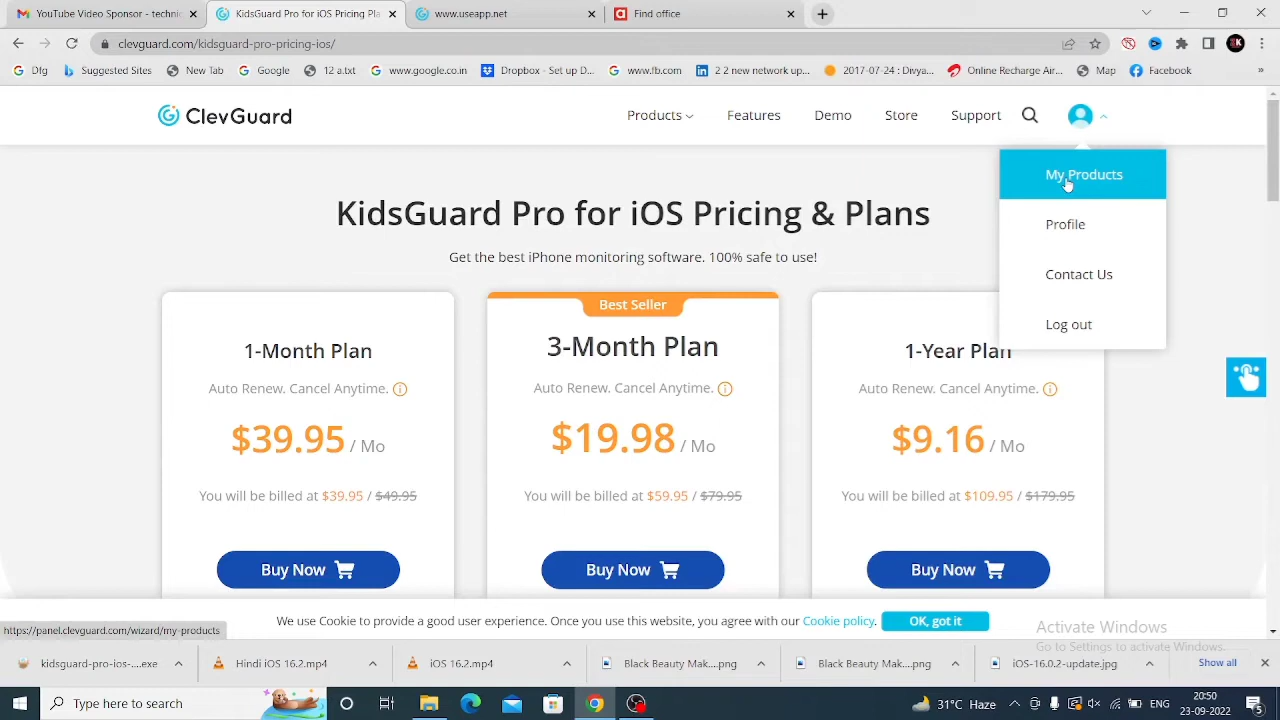 YouTube Video Sponsor - technic
KidsGuard Pro for iOS Pricing Pla
www.useapp.net
Find office
clevguard.com/kidsguard-pro-pricing-ios/
Dfg
Suggested Sites
New Tab
Google
12 a.txt
www.google.co.in
Dropbox - Set up D...
www.fb.com
2 2 new network up...
2017-07-24 : Divya...
Online Recharge Air...
Map
Facebook
»
ClevGuard
Products
Features
Demo
Store
Support
My Products
Profile
Contact Us
Log out
KidsGuard Pro for iOS Pricing & Plans
Get the best iPhone monitoring software. 100% safe to use!
1-Month Plan
Auto Renew. Cancel Anytime.
$39.95 / Mo
You will be billed at $39.95 / $49.95
Buy Now
Best Seller
3-Month Plan
Auto Renew. Cancel Anytime.
$19.98 / Mo
You will be billed at $59.95 / $79.95
Buy Now
1-Year Plan
Auto Renew. Cancel Anytime.
$9.16 / Mo
You will be billed at $109.95 / $179.95
Buy Now
We use Cookie to provide a good user experience. Once you use this website, you agree with our Cookie policy.
OK, got it
https://panel.clevguard.com/wizard/my-products
Activate Windows
Go to Settings to activate Windows.
kidsguard-pro-ios-....exe
Hindi iOS 16.2.mp4
iOS 16.2.mp4
Black Beauty Mak....png
Black Beauty Mak....png
iOS-16.0.2-update.jpg
Show all
Type here to search
31°C Haze
ENG
20:50
23-09-2022
5